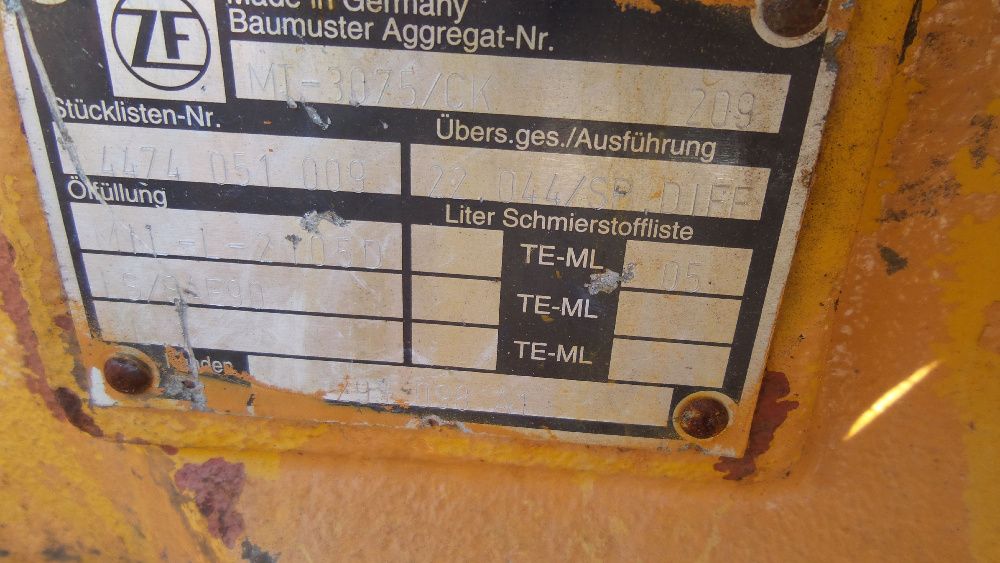 ZF
Made in Germany
Baumuster Aggregat-Nr.
MT-3075/CK 209
Stücklisten-Nr.
Übers.ges./Ausführung
4474 051 009
22,044/SP DIFF
Ölfüllung
Liter Schmierstoffliste
TE-ML 05
TE-ML
TE-ML